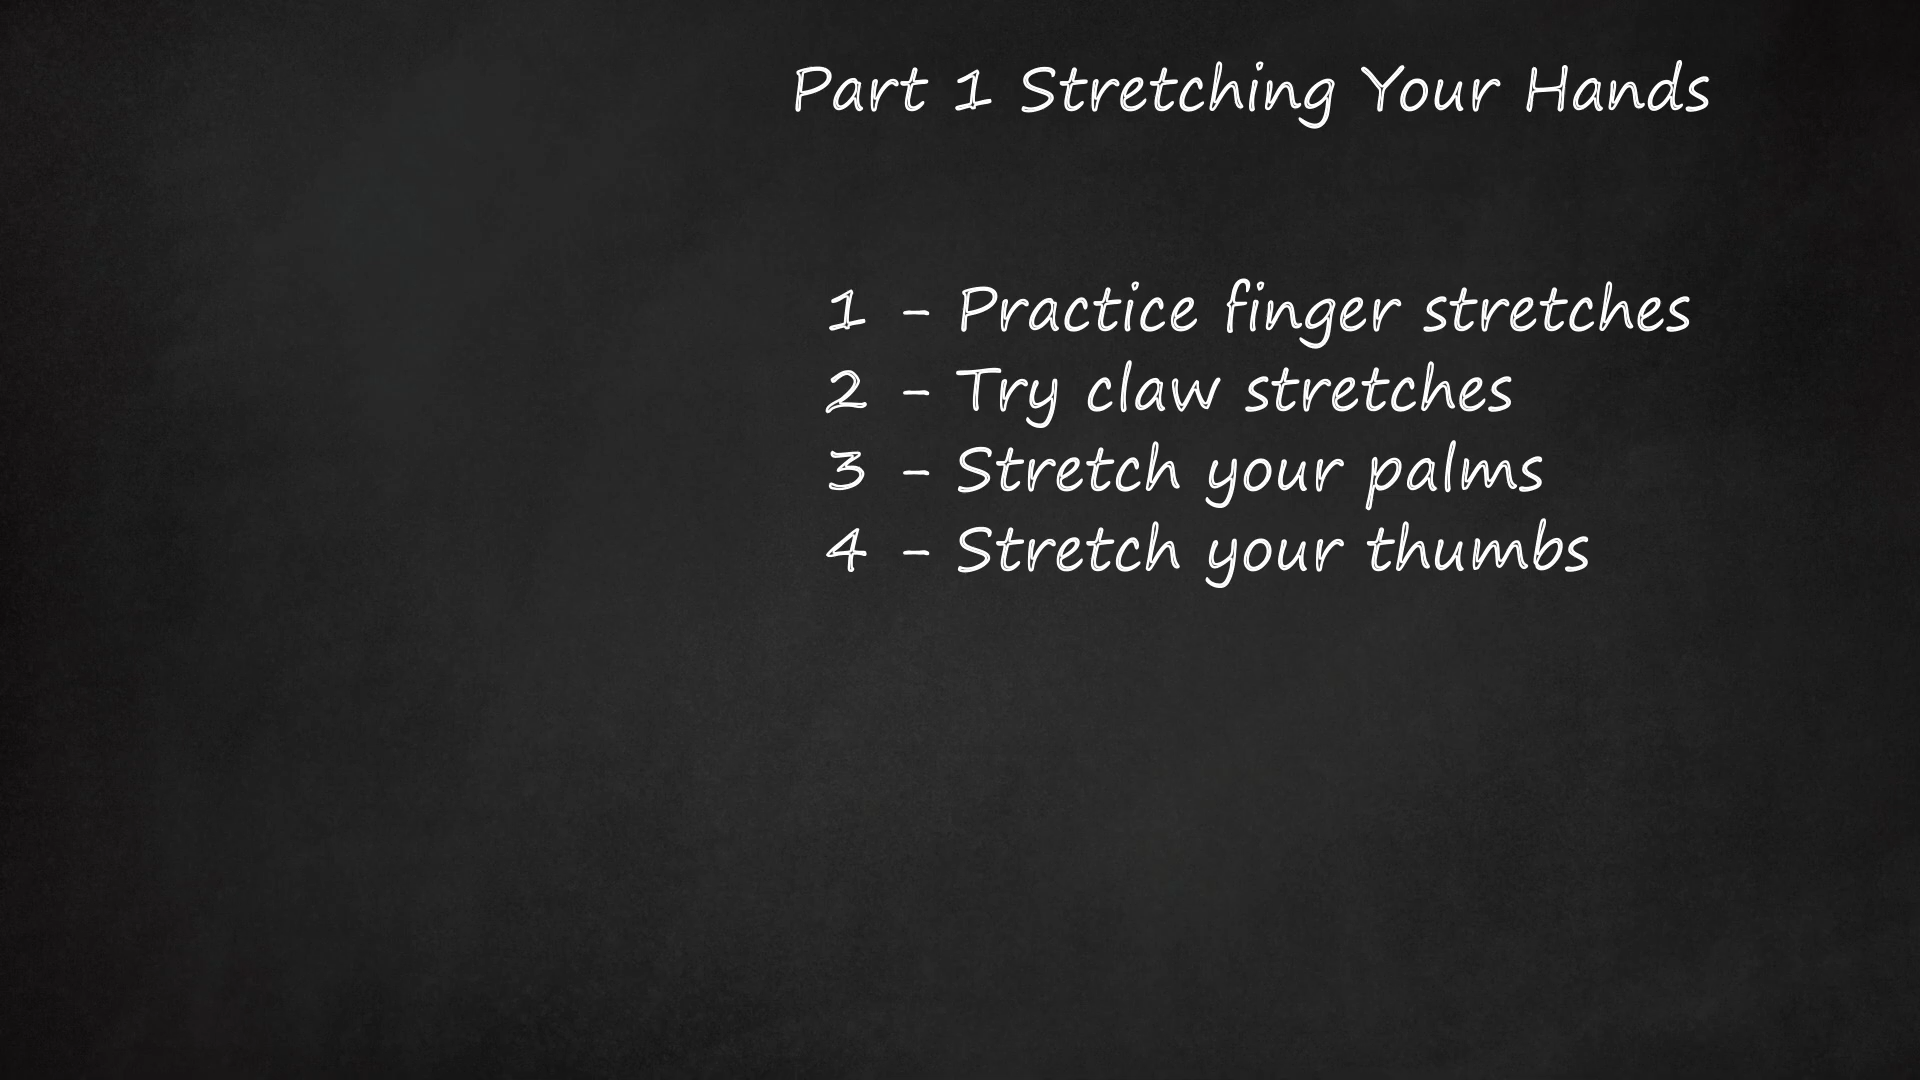 Part 1 Stretching Your Hands
1 - Practice finger stretches
2 - Try claw stretches
3 - Stretch your palms
4 - Stretch your thumbs